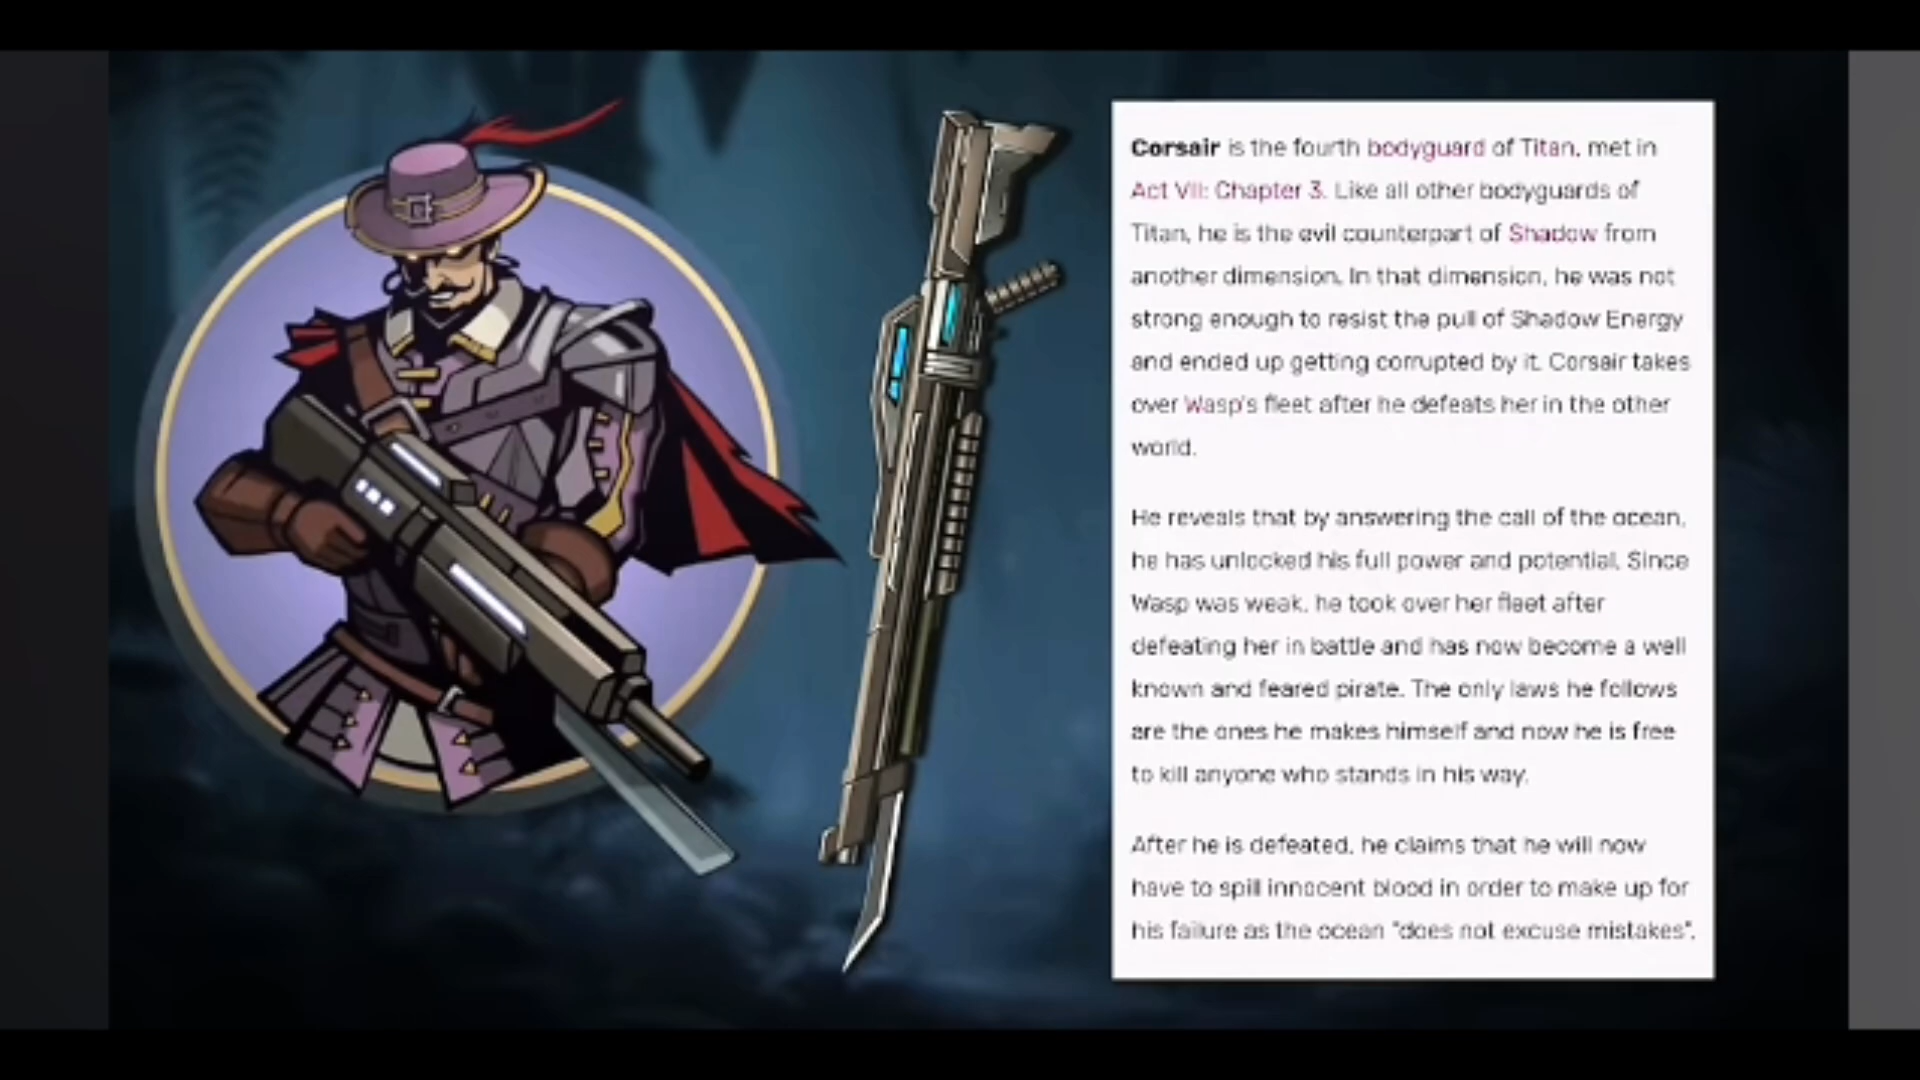 Corsair is the fourth bodyguard of Titan, met in
Act VII: Chapter 3. Like all other bodyguards of
Titan, he is the evil counterpart of Shadow from
another dimension. In that dimension, he was not
strong enough to resist the pull of Shadow Energy
and ended up getting corrupted by it. Corsair takes
over Wasp's fleet after he defeats her in the other
world.
He reveals that by answering the call of the ocean,
he has unlocked his full power and potential. Since
Wasp was weak, he took over her fleet after
defeating her in battle and has now become a well
known and feared pirate. The only laws he follows
are the ones he makes himself and now he is free
to kill anyone who stands in his way.
After he is defeated, he claims that he will now
have to spill innocent blood in order to make up for
his failure as the ocean "does not excuse mistakes".